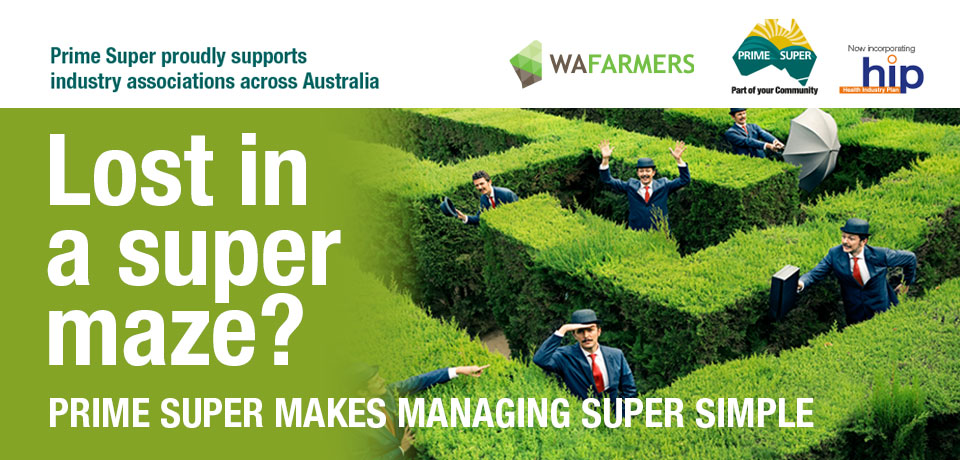 Prime Super proudly supports
industry associations across Australia
WAFARMERS
PRIME SUPER
Part of your Community
Now incorporating
hip
Health Industry Plan
Lost in
a super
maze?
PRIME SUPER MAKES MANAGING SUPER SIMPLE